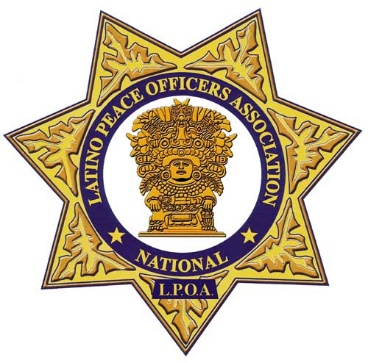 LATINO PEACE OFFICERS ASSOCIATION
NATIONAL
L.P.O.A.